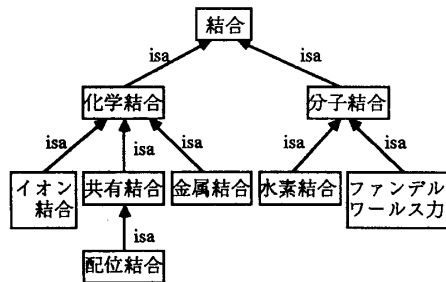 結合
isa
isa
化学結合
分子結合
isa
isa
isa
isa
isa
イオン
結合
共有結合
金属結合
水素結合
ファンデル
ワールス力
isa
配位結合